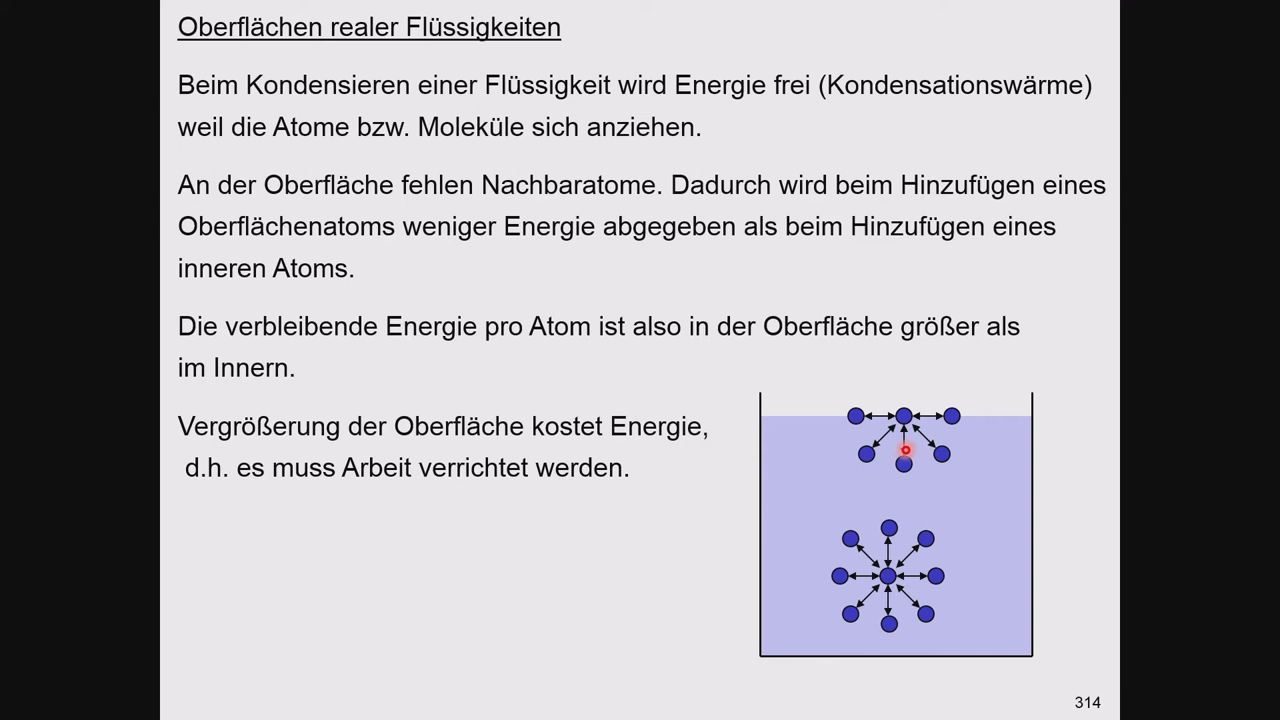 Oberflächen realer Flüssigkeiten
Beim Kondensieren einer Flüssigkeit wird Energie frei (Kondensationswärme)
weil die Atome bzw. Moleküle sich anziehen.
An der Oberfläche fehlen Nachbaratome. Dadurch wird beim Hinzufügen eines
Oberflächenatoms weniger Energie abgegeben als beim Hinzufügen eines
inneren Atoms.
Die verbleibende Energie pro Atom ist also in der Oberfläche größer als
im Innern.
Vergrößerung der Oberfläche kostet Energie,
d.h. es muss Arbeit verrichtet werden.
314